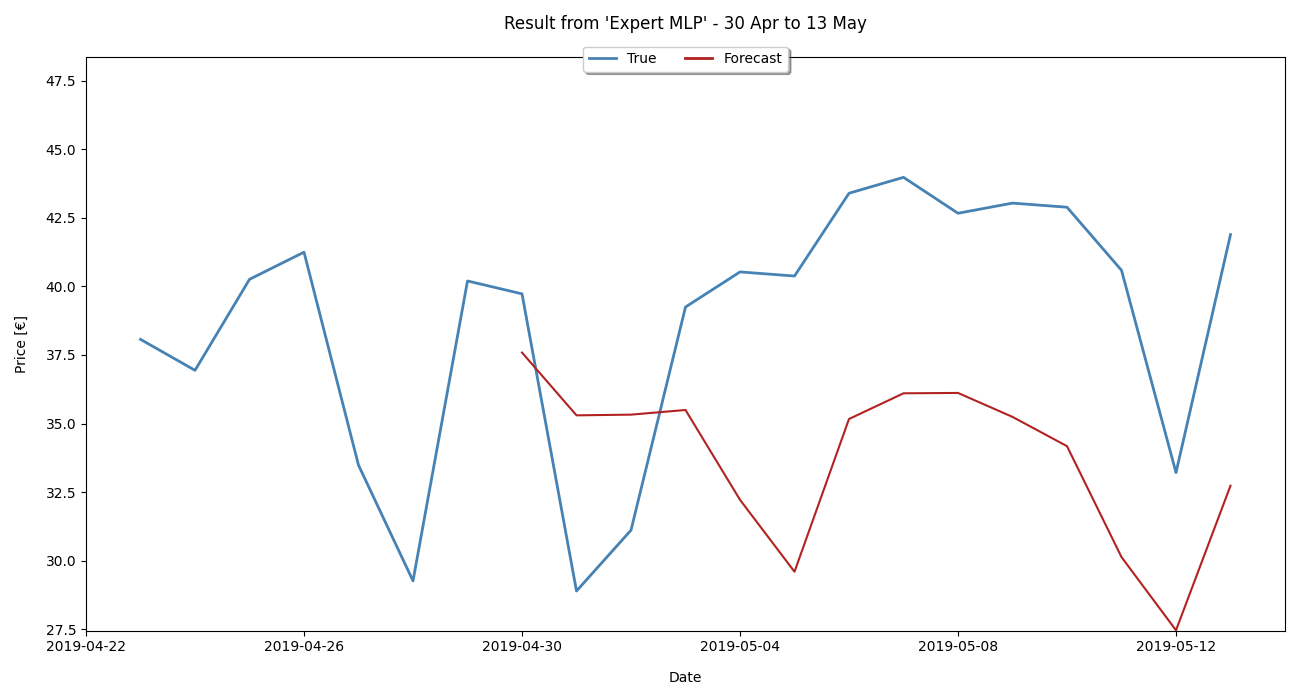 Result from 'Expert MLP' - 30 Apr to 13 May
True Forecast
47.5
45.0
42.5
40.0
37.5
35.0
32.5
30.0
27.5
Price [€]
2019-04-22 2019-04-26 2019-04-30 2019-05-04 2019-05-08 2019-05-12
Date